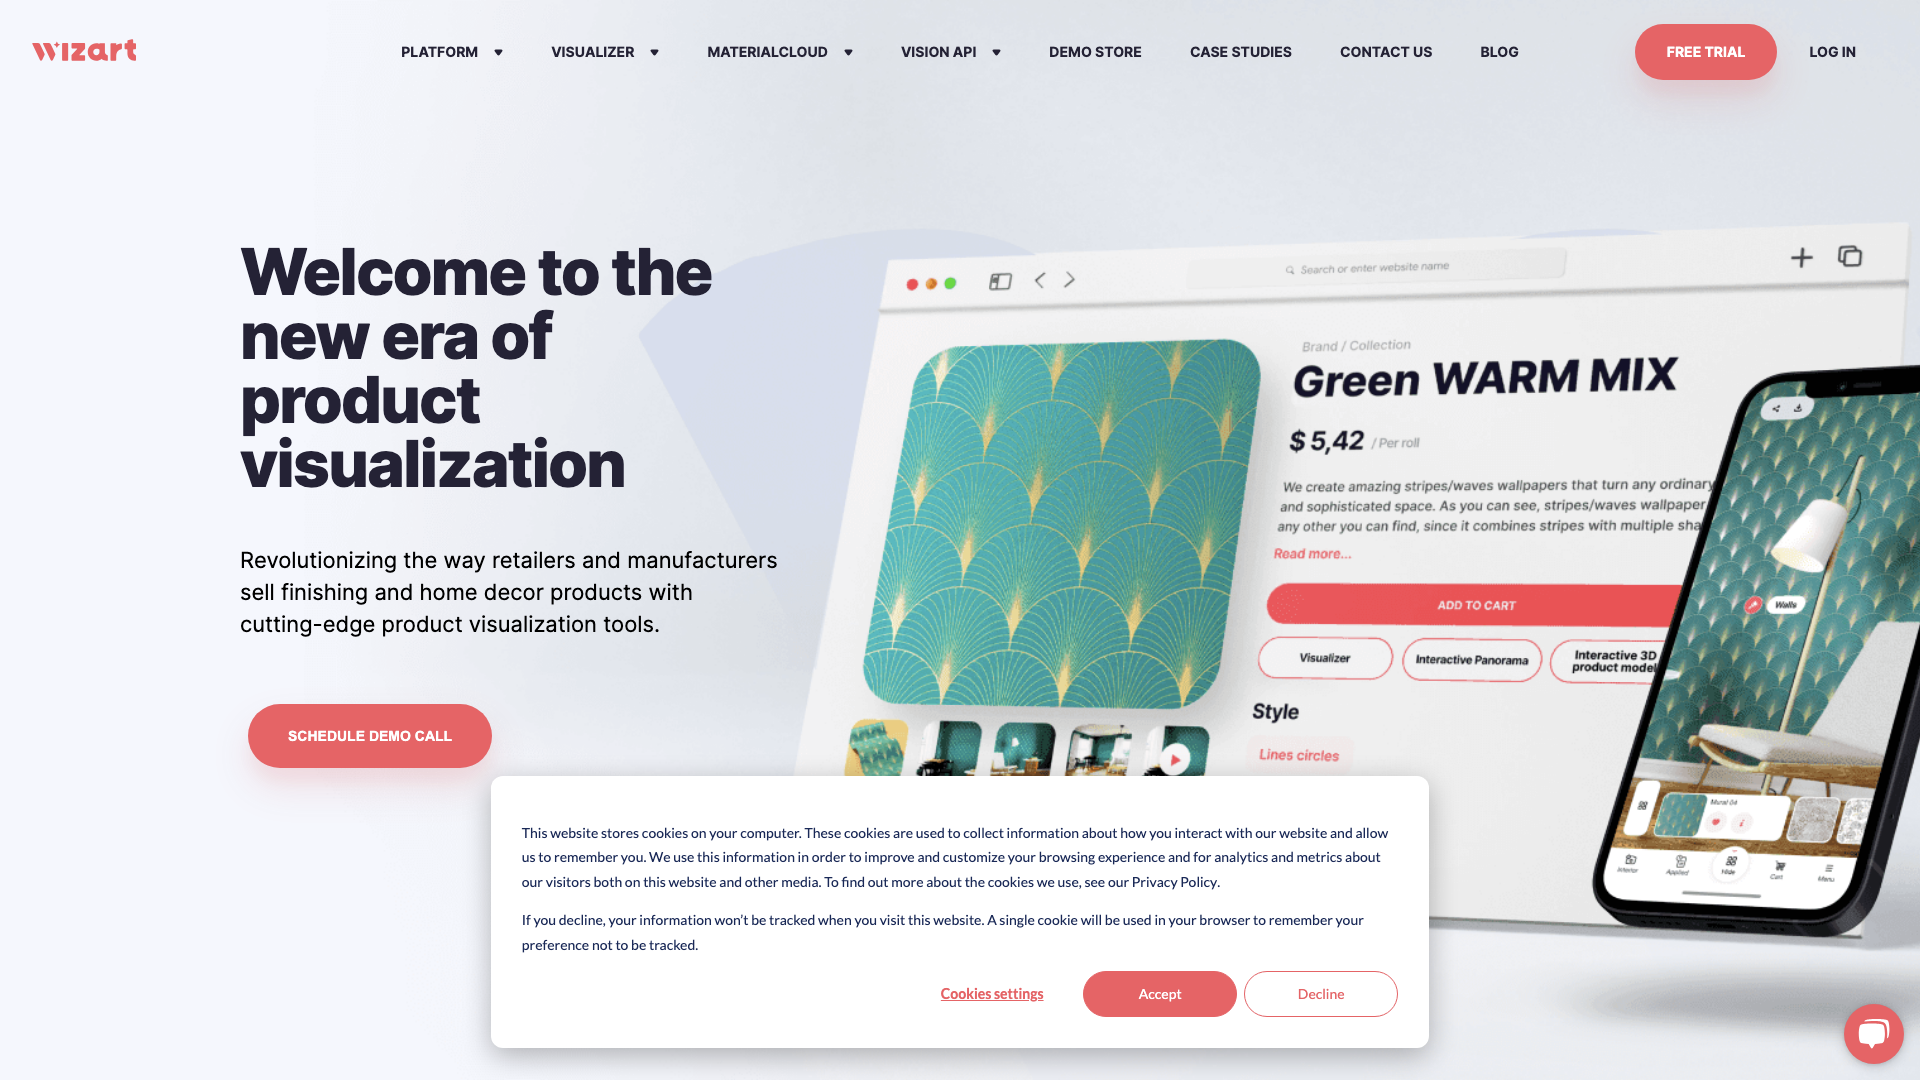 wizart
PLATFORM
VISUALIZER
MATERIALCLOUD
VISION API
DEMO STORE
CASE STUDIES
CONTACT US
BLOG
FREE TRIAL
LOG IN
Welcome to the
new era of
product
visualization
Revolutionizing the way retailers and manufacturers
sell finishing and home decor products with
cutting-edge product visualization tools.
SCHEDULE DEMO CALL
Search or enter website name
Brand / Collection
Green WARM MIX
$ 5,42 / Per roll
We create amazing stripes/waves wallpapers that turn any ordinary
and sophisticated space. As you can see, stripes/waves wallpaper
any other you can find, since it combines stripes with multiple sha
Read more...
ADD TO CART
Visualizer
Interactive Panorama
Interactive 3D
product model
Style
Lines circles
Walls
Mural 04
Interior
Applied
Hide
Cart
Menu
This website stores cookies on your computer. These cookies are used to collect information about how you interact with our website and allow
us to remember you. We use this information in order to improve and customize your browsing experience and for analytics and metrics about
our visitors both on this website and other media. To find out more about the cookies we use, see our Privacy Policy.
If you decline, your information won't be tracked when you visit this website. A single cookie will be used in your browser to remember your
preference not to be tracked.
Cookies settings
Accept
Decline